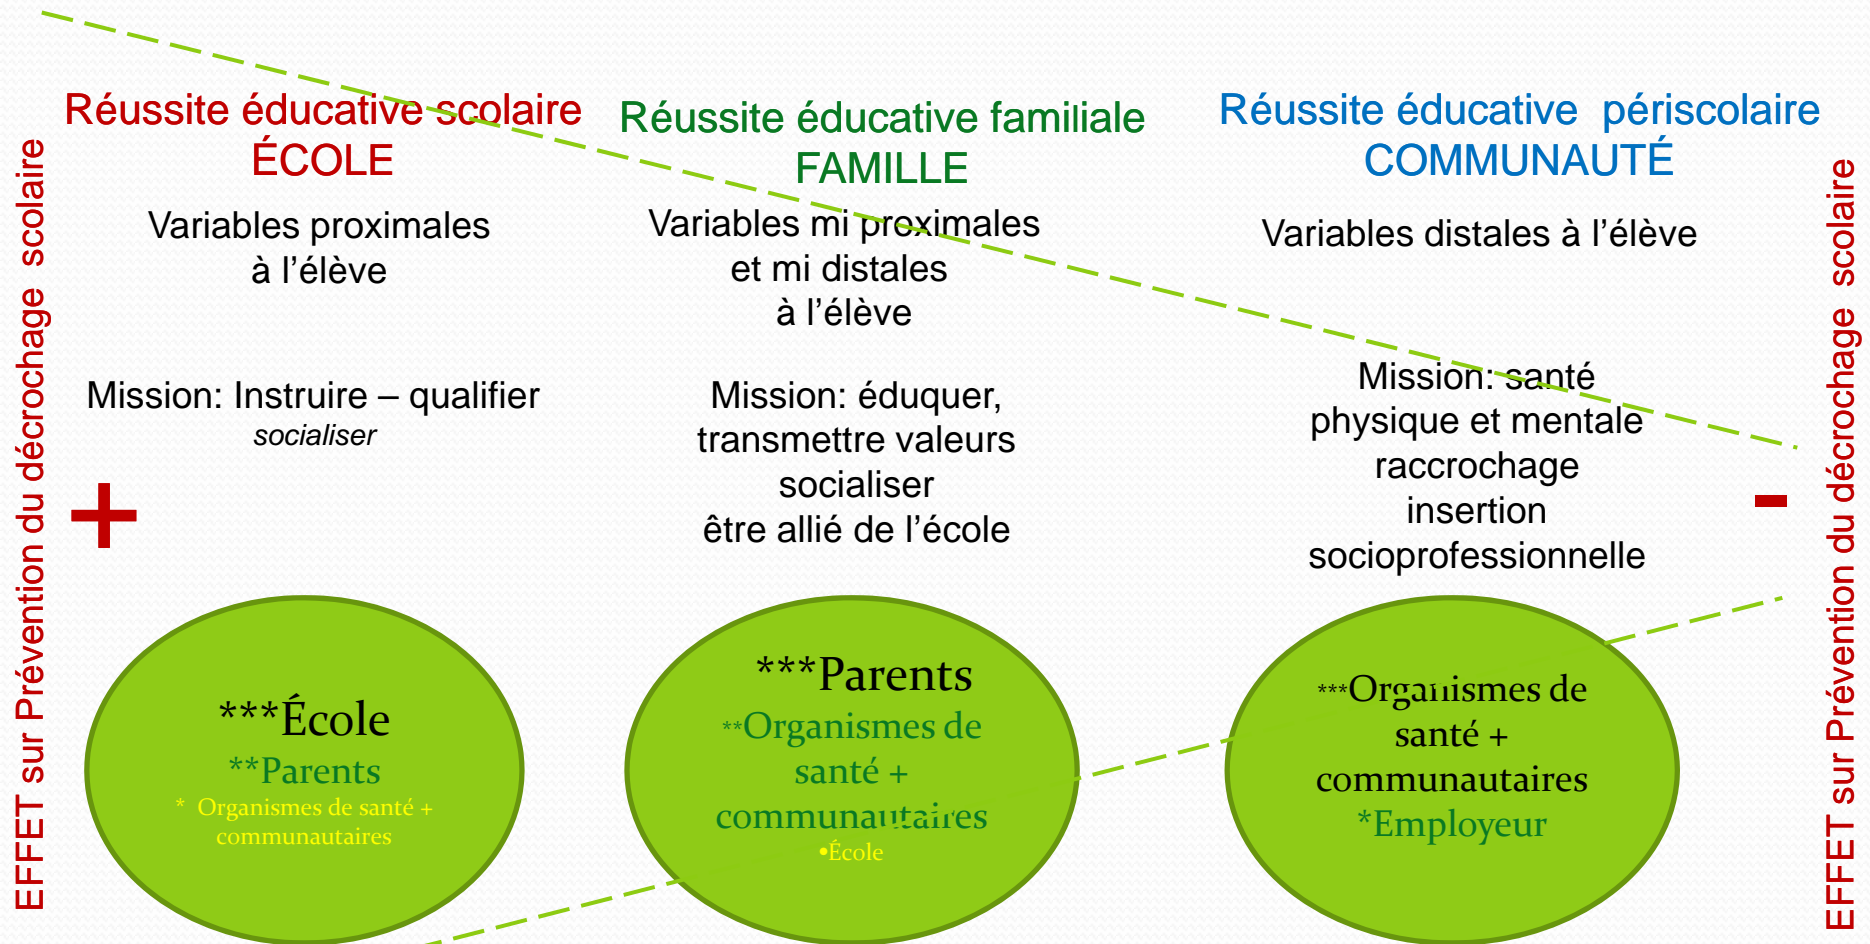 EFFET sur Prévention du décrochage scolaire
Réussite éducative scolaire
ÉCOLE
Variables proximales
à l’élève
Mission: Instruire – qualifier
socialiser
+
***École
**Parents
* Organismes de santé +
communautaires
Réussite éducative familiale
FAMILLE
Variables mi proximales
et mi distales
à l’élève
Mission: éduquer,
transmettre valeurs
socialiser
être allié de l’école
***Parents
**Organismes de
santé +
communautaires
•École
Réussite éducative périscolaire
COMMUNAUTÉ
Variables distales à l’élève
Mission: santé
physique et mentale
raccrochage
insertion
socioprofessionnelle
-
***Organismes de
santé +
communautaires
*Employeur
EFFET sur Prévention du décrochage scolaire